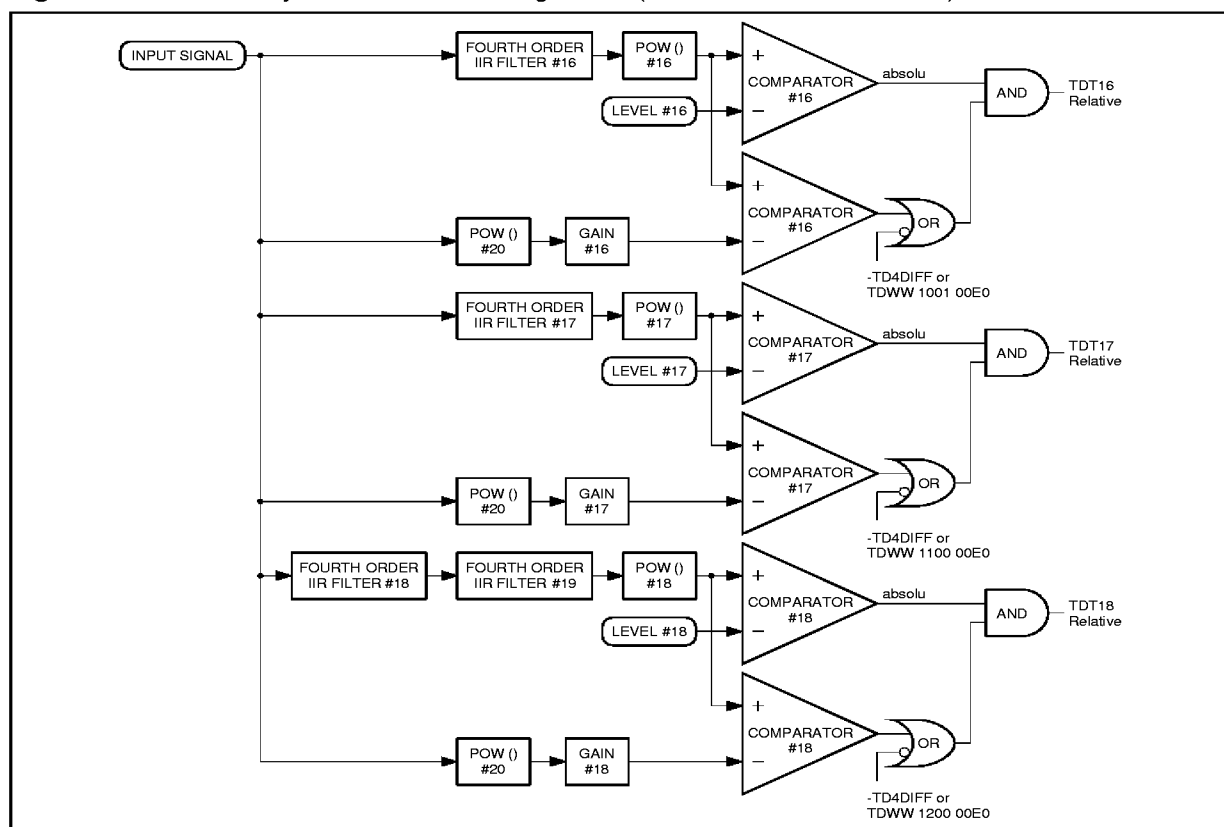 INPUT SIGNAL
FOURTH ORDER
IIR FILTER #16
POW ()
#16
LEVEL #16
+
−
COMPARATOR
#16
absolu
AND
TDT16
Relative
POW ()
#20
GAIN
#16
+
−
COMPARATOR
#16
OR
-TD4DIFF or
TDWW 1001 00E0
FOURTH ORDER
IIR FILTER #17
POW ()
#17
LEVEL #17
+
−
COMPARATOR
#17
absolu
AND
TDT17
Relative
POW ()
#20
GAIN
#17
+
−
COMPARATOR
#17
OR
-TD4DIFF or
TDWW 1100 00E0
FOURTH ORDER
IIR FILTER #18
FOURTH ORDER
IIR FILTER #19
POW ()
#18
LEVEL #18
+
−
COMPARATOR
#18
absolu
AND
TDT18
Relative
POW ()
#20
GAIN
#18
+
−
COMPARATOR
#18
OR
-TD4DIFF or
TDWW 1200 00E0